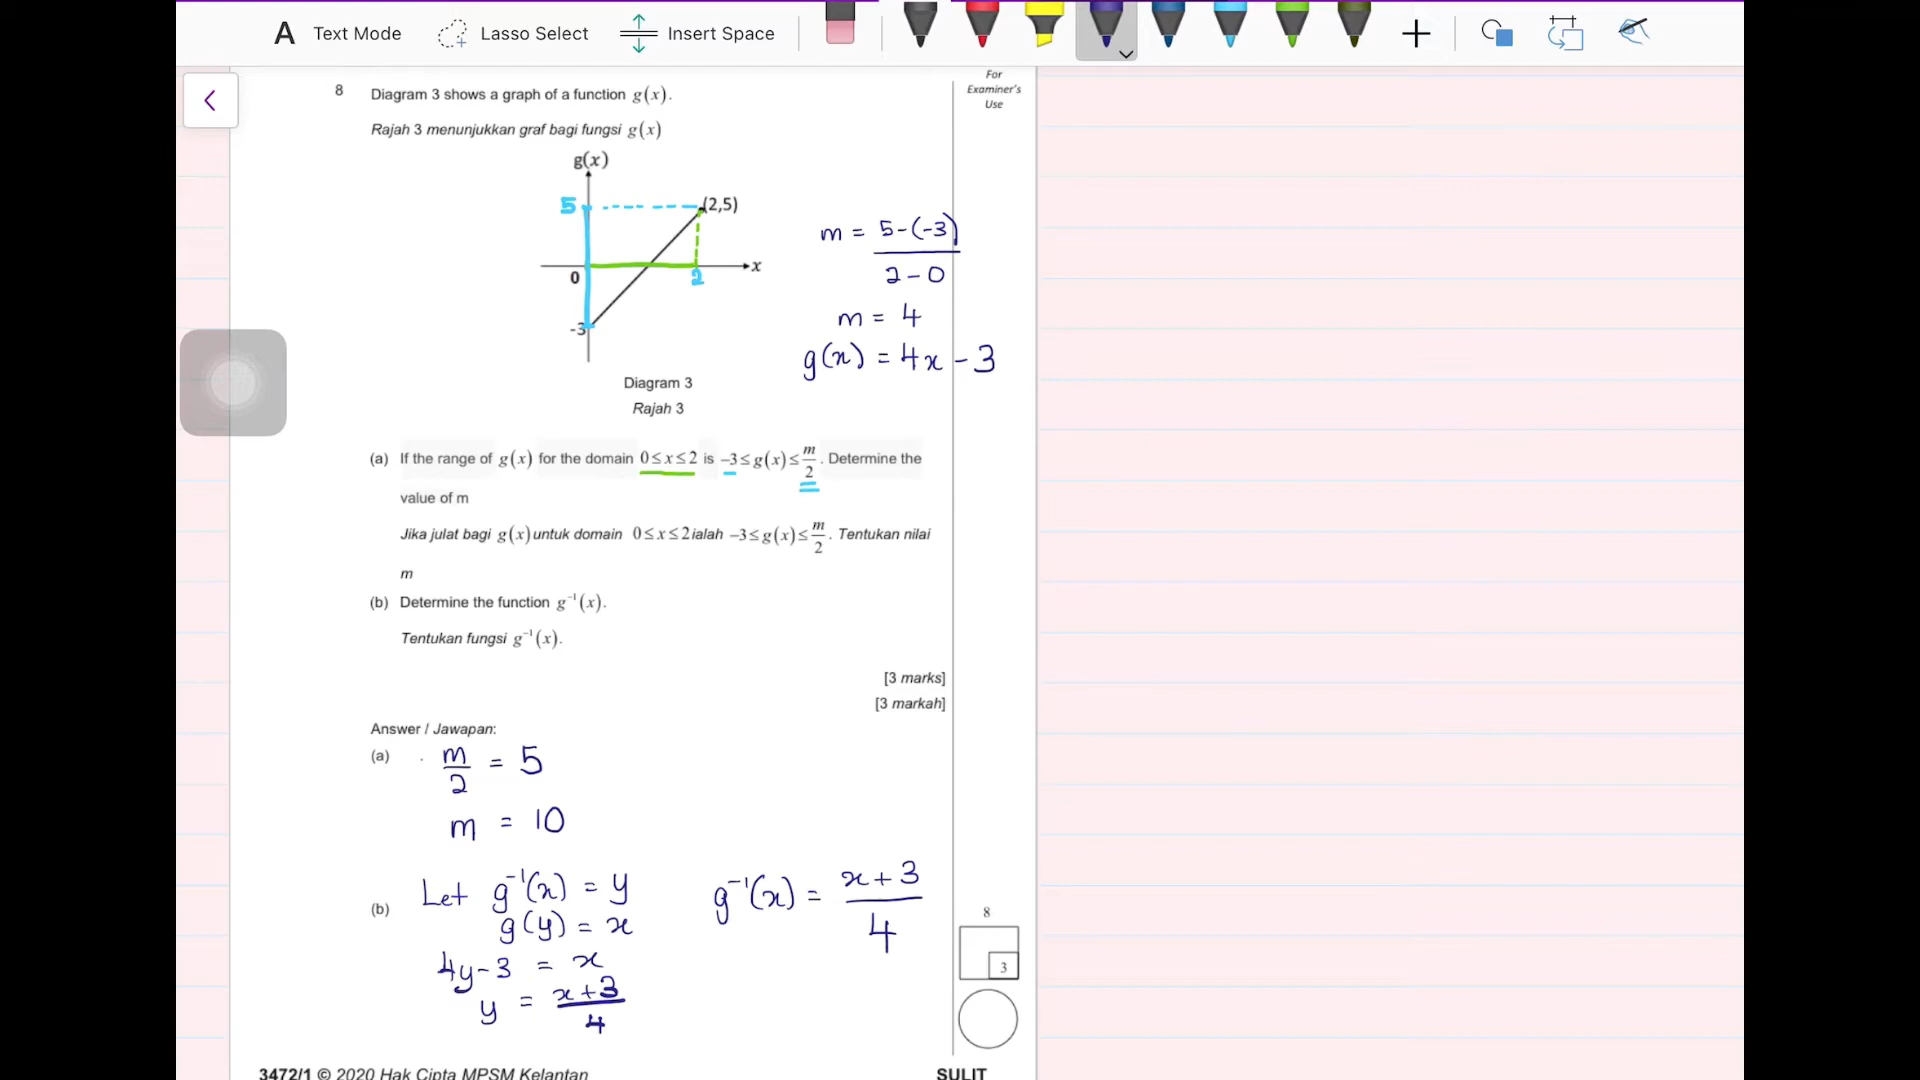 A Text Mode Lasso Select Insert Space
For
Examiner's
Use
8 Diagram 3 shows a graph of a function g(x).
Rajah 3 menunjukkan graf bagi fungsi g(x)
g(x)
5 (2,5)
0 2 x
-3
Diagram 3
Rajah 3
m = 5-(-3)/2-0
m = 4
g(x) = 4x - 3
(a) If the range of g(x) for the domain 0≤x≤2 is -3≤g(x)≤m/2. Determine the
value of m
Jika julat bagi g(x) untuk domain 0≤x≤2 ialah -3≤g(x)≤m/2. Tentukan nilai
m
(b) Determine the function g⁻¹(x).
Tentukan fungsi g⁻¹(x).
[3 marks]
[3 markah]
Answer / Jawapan:
(a) m/2 = 5
m = 10
(b) Let g⁻¹(x) = y
g(y) = x
4y-3 = x
y = x+3/4
g⁻¹(x) = x+3/4
8
3
3472/1 © 2020 Hak Cipta MPSM Kelantan SULIT